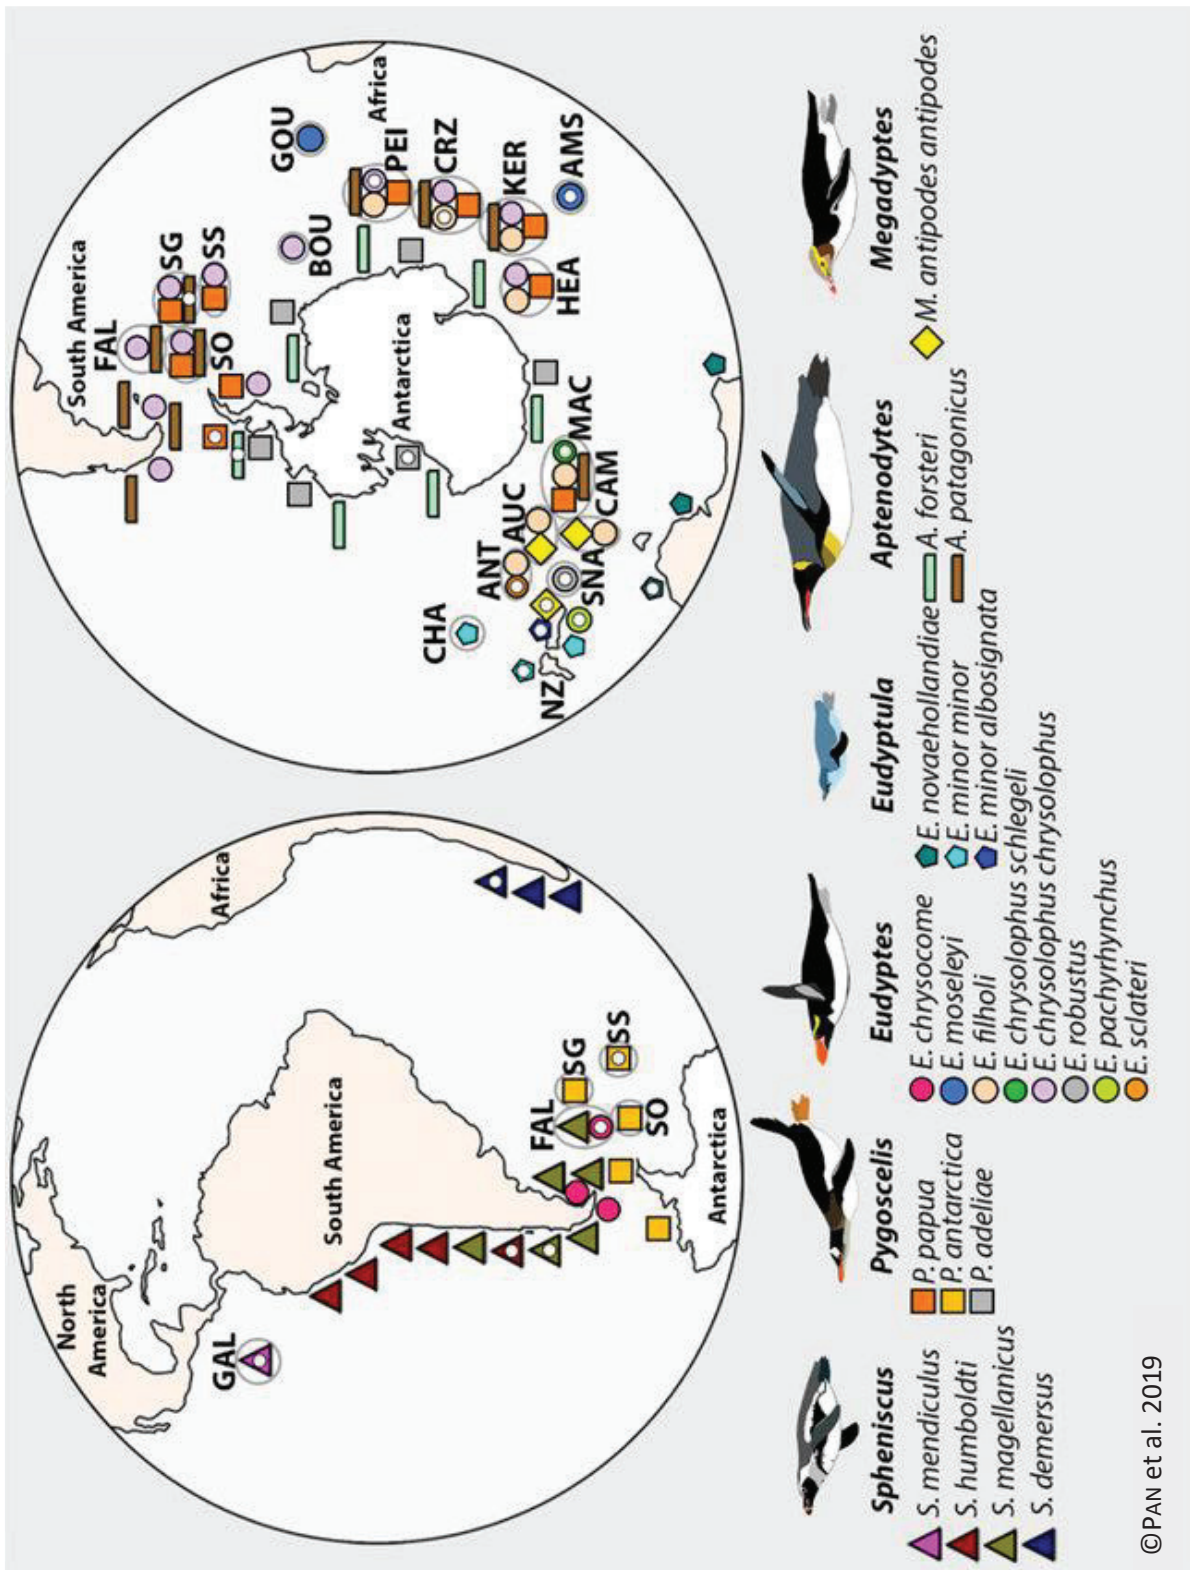 North
America
GAL
South America
Africa
FAL
SG
SS
SO
Antarctica
South America
FAL
SG
SS
SO
BOU
GOU
Africa
PEI
CRZ
KER
AMS
HEA
Antarctica
MAC
CAM
AUC
ANT
SNA
CHA
NZ
Spheniscus
S. mendiculus
S. humboldti
S. magellanicus
S. demersus
Pygoscelis
P. papua
P. antarctica
P. adeliae
Eudyptes
E. chrysocome
E. moseleyi
E. filholi
E. chrysolophus schlegeli
E. chrysolophus chrysolophus
E. robustus
E. pachyrhynchus
E. sclateri
Eudyptula
E. novaehollandiae
E. minor minor
E. minor albosignata
Aptenodytes
A. forsteri
A. patagonicus
Megadyptes
M. antipodes antipodes
©PAN et al. 2019